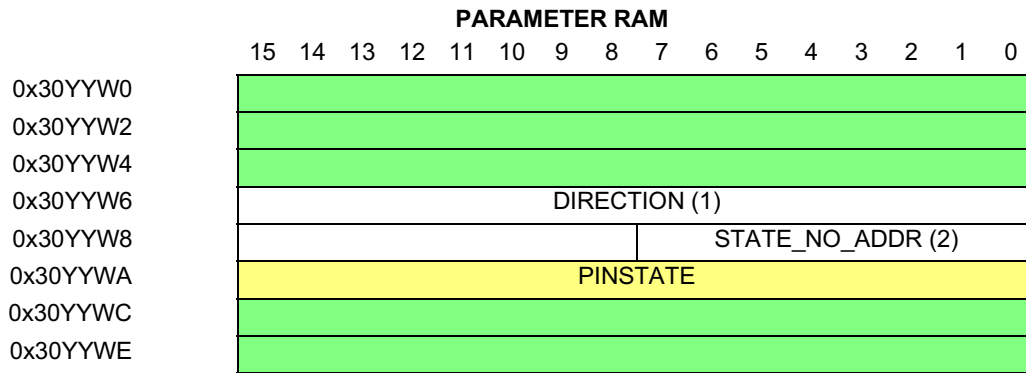 PARAMETER RAM
15 14 13 12 11 10 9 8 7 6 5 4 3 2 1 0
0x30YYW0
0x30YYW2
0x30YYW4
0x30YYW6 DIRECTION (1)
0x30YYW8 STATE_NO_ADDR (2)
0x30YYWA PINSTATE
0x30YYWC
0x30YYWE